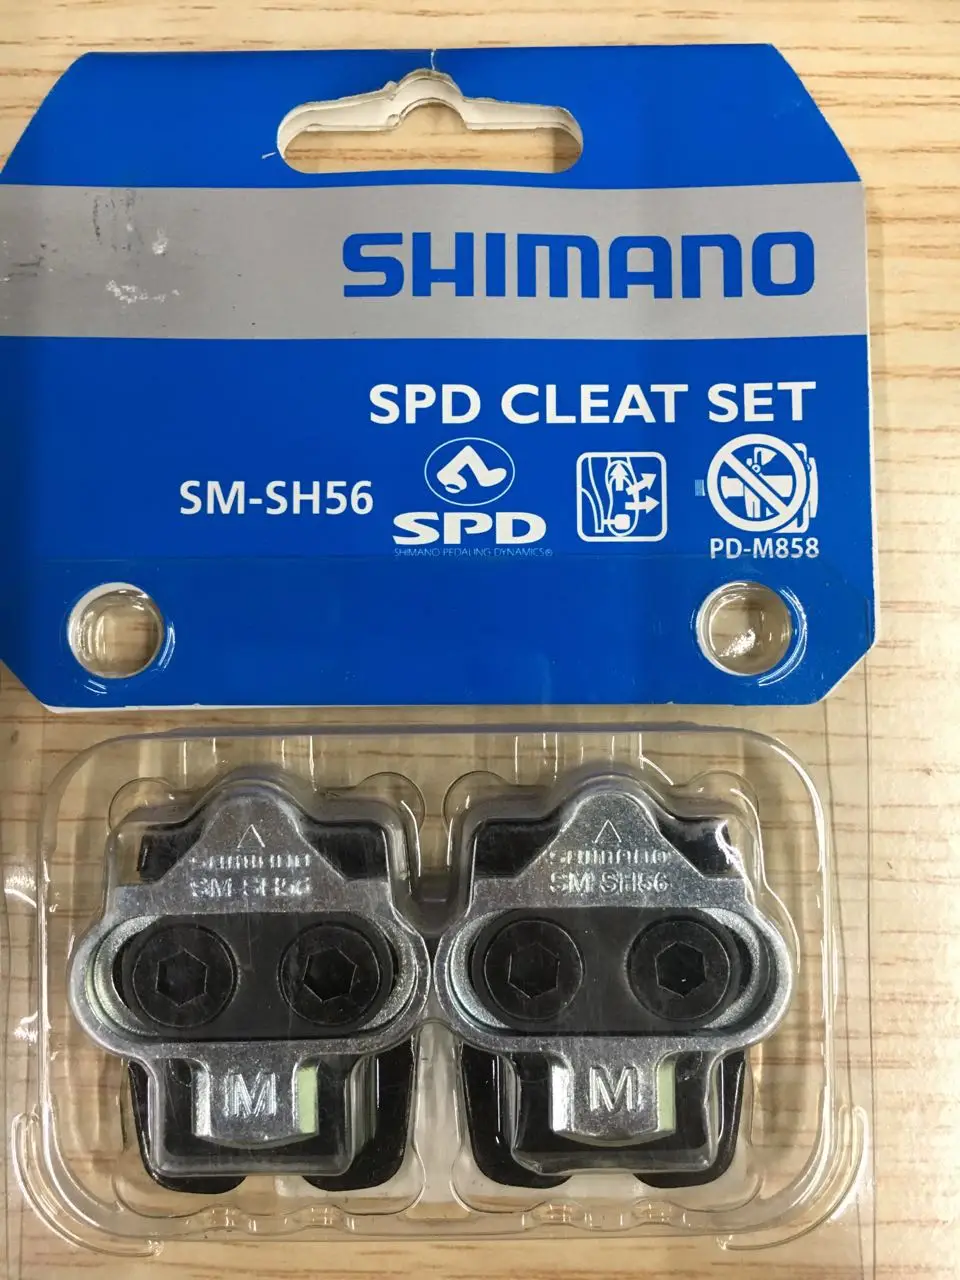 SHIMANO
SPD CLEAT SET
SM-SH56
SPD
SHIMANO PEDALING DYNAMICS®
PD-M858
SHIMANO
SM-SH56
M
SHIMANO
SM-SH56
M